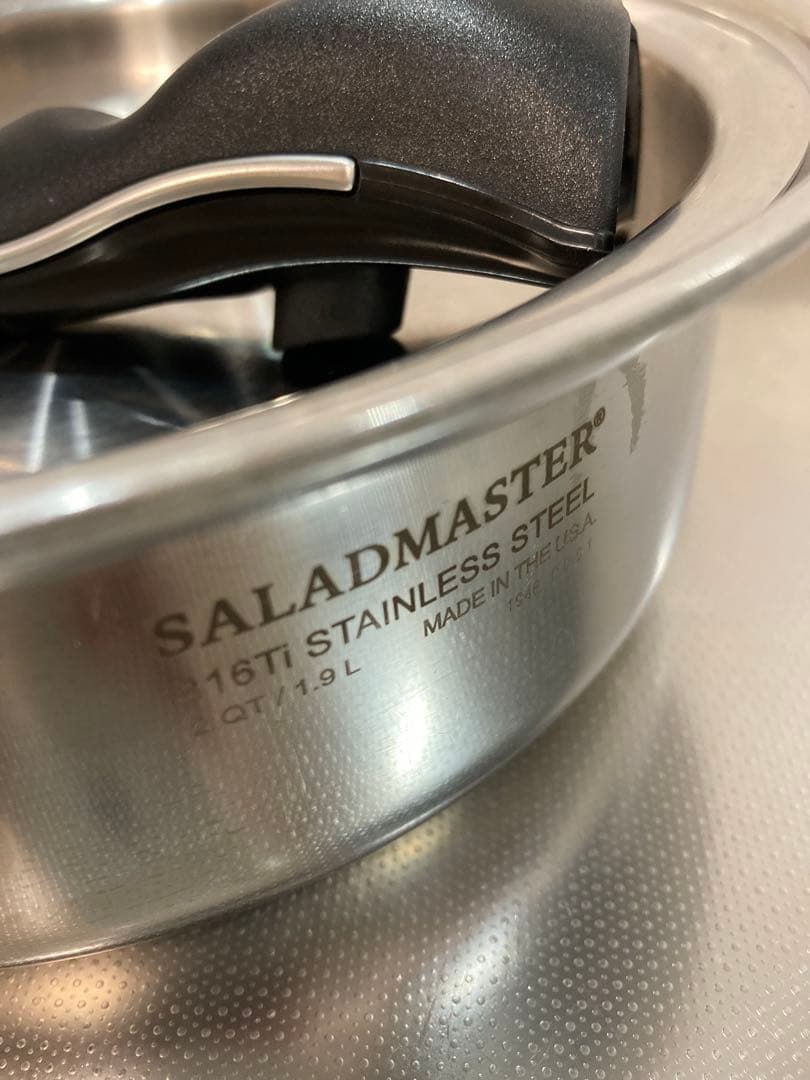 SALADMASTER®
316Ti STAINLESS STEEL
2 QT / 1.9 L
MADE IN THE U.S.A.